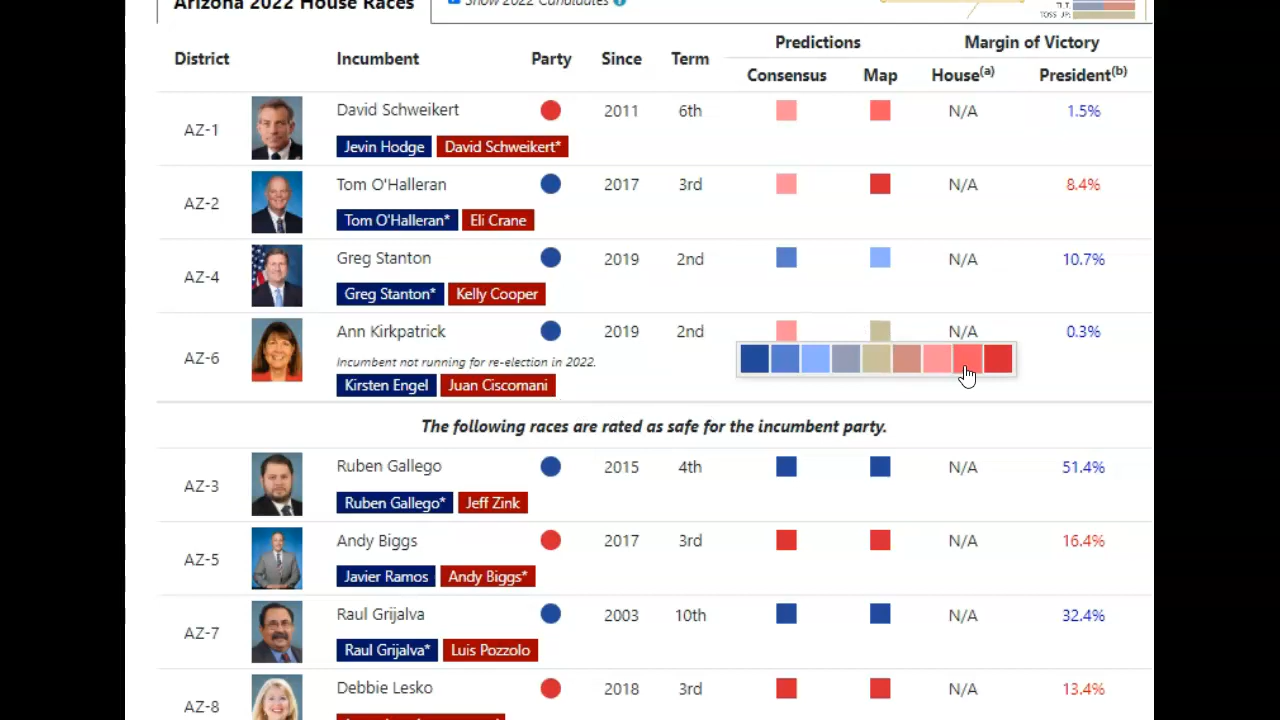 Arizona 2022 House Races
Show 2022 Candidates
TILT
TOSS UPS
Predictions Margin of Victory
District Incumbent Party Since Term Consensus Map House(a) President(b)
David Schweikert
AZ-1 2011 6th N/A 1.5%
Jevin Hodge David Schweikert*
Tom O'Halleran
AZ-2 2017 3rd N/A 8.4%
Tom O'Halleran* Eli Crane
Greg Stanton
AZ-4 2019 2nd N/A 10.7%
Greg Stanton* Kelly Cooper
Ann Kirkpatrick
AZ-6 2019 2nd N/A 0.3%
Incumbent not running for re-election in 2022.
Kirsten Engel Juan Ciscomani
The following races are rated as safe for the incumbent party.
Ruben Gallego
AZ-3 2015 4th N/A 51.4%
Ruben Gallego* Jeff Zink
Andy Biggs
AZ-5 2017 3rd N/A 16.4%
Javier Ramos Andy Biggs*
Raul Grijalva
AZ-7 2003 10th N/A 32.4%
Raul Grijalva* Luis Pozzolo
Debbie Lesko
AZ-8 2018 3rd N/A 13.4%